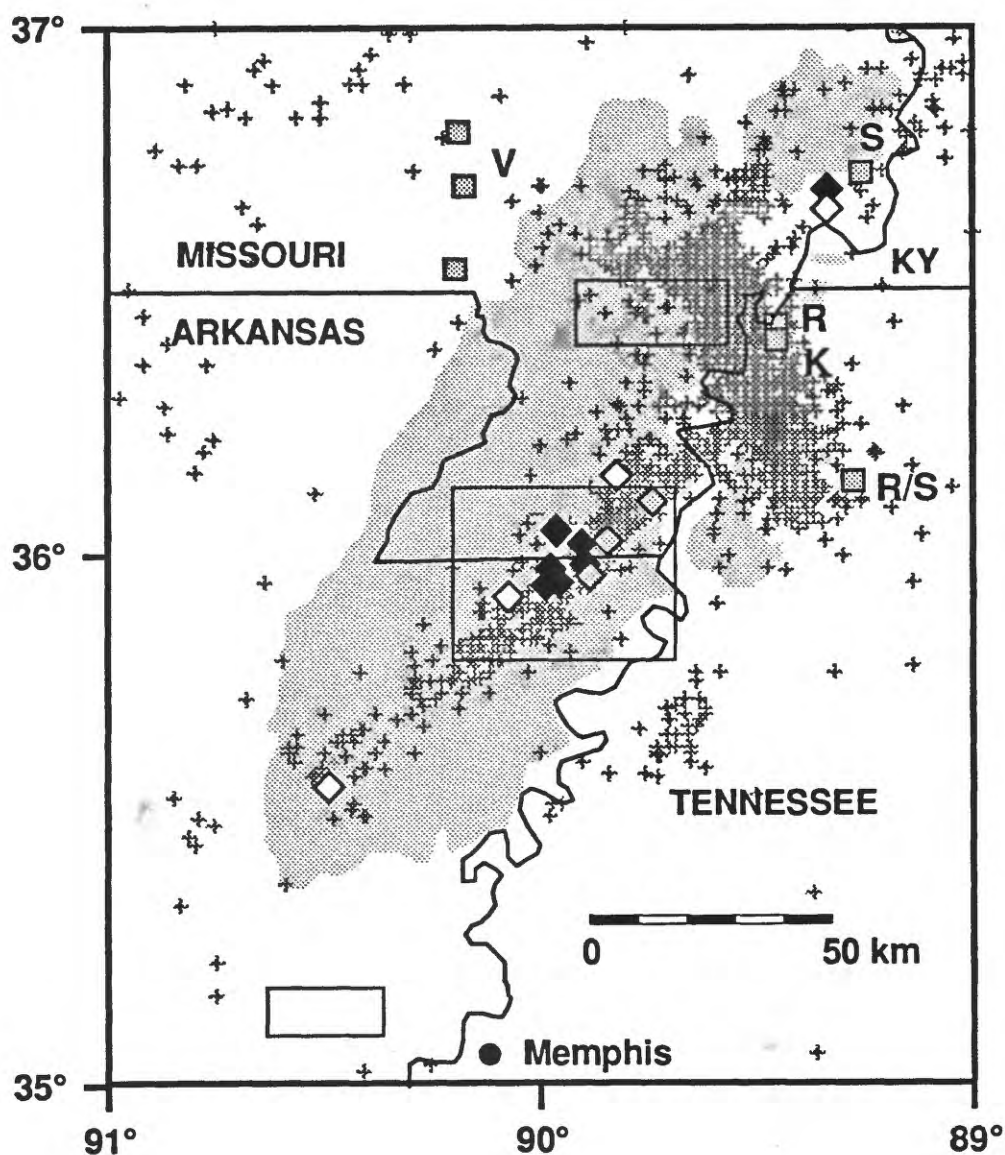 37°
S
V
MISSOURI
KY
ARKANSAS
R
K
R/S
36°
TENNESSEE
0 50 km
Memphis
35°
91° 90° 89°